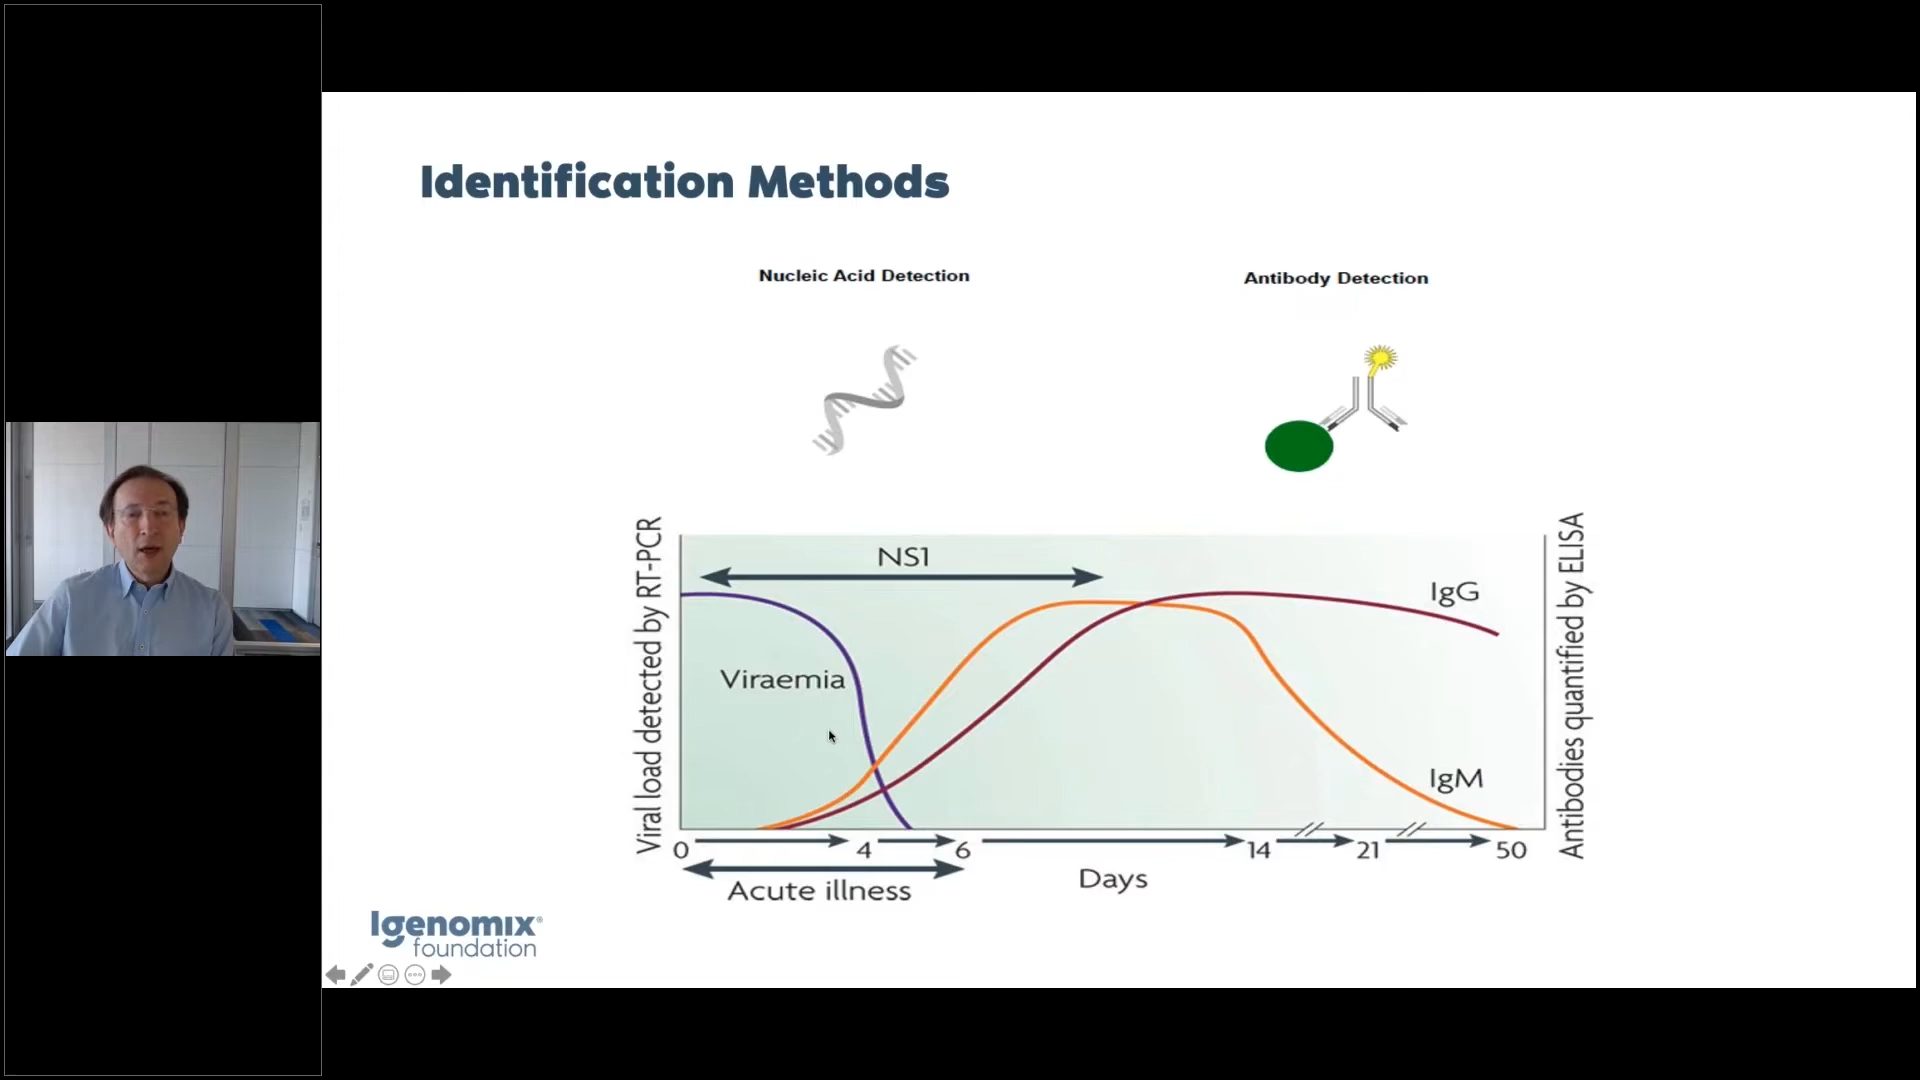 Identification Methods
Nucleic Acid Detection
Antibody Detection
Viral load detected by RT-PCR
NS1
Viraemia
IgG
IgM
Antibodies quantified by ELISA
0 4 6 14 21 50
Acute illness
Days
Igenomix®
foundation